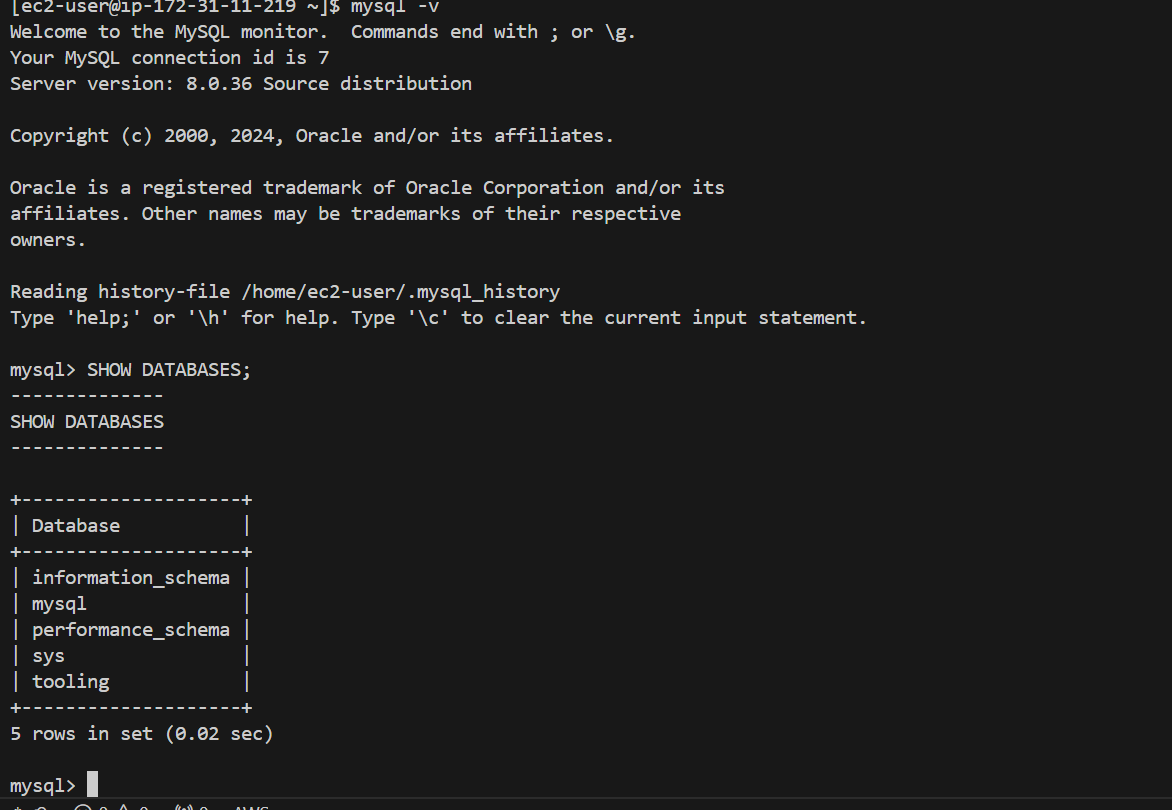 [ec2-user@ip-172-31-11-219 ~]$ mysql -v
Welcome to the MySQL monitor.  Commands end with ; or \g.
Your MySQL connection id is 7
Server version: 8.0.36 Source distribution

Copyright (c) 2000, 2024, Oracle and/or its affiliates.

Oracle is a registered trademark of Oracle Corporation and/or its
affiliates. Other names may be trademarks of their respective
owners.

Reading history-file /home/ec2-user/.mysql_history
Type 'help;' or '\h' for help. Type '\c' to clear the current input statement.

mysql> SHOW DATABASES;
--------------
SHOW DATABASES
--------------

+--------------------+
| Database           |
+--------------------+
| information_schema |
| mysql              |
| performance_schema |
| sys                |
| tooling            |
+--------------------+
5 rows in set (0.02 sec)

mysql>